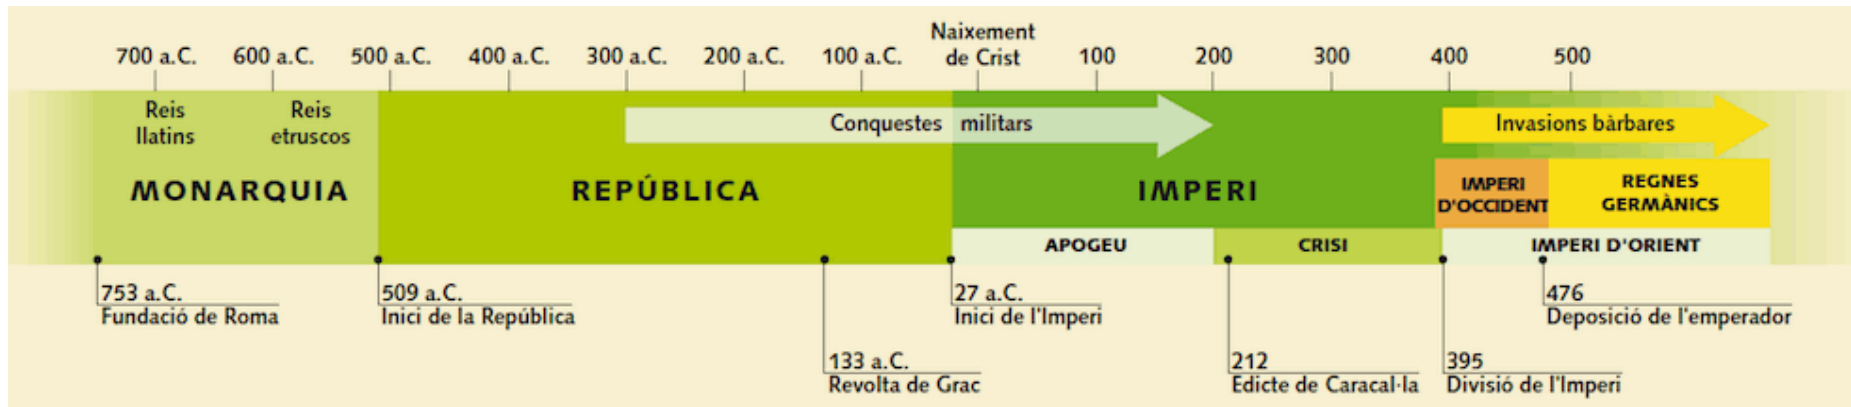 Naixement
700 a.C. 600 a.C. 500 a.C. 400 a.C. 300 a.C. 200 a.C. 100 a.C. de Crist 100 200 300 400 500
Reis
llatins
Reis
etruscos
Conquestes militars
Invasions bàrbares
MONARQUIA
REPÚBLICA
IMPERI
IMPERI
D'OCCIDENT
REGNES
GERMÀNICS
APOGEU
CRISI
IMPERI D'ORIENT
753 a.C.
Fundació de Roma
509 a.C.
Inici de la República
133 a.C.
Revolta de Grac
27 a.C.
Inici de l'Imperi
212
Edicte de Caracal·la
395
Divisió de l'Imperi
476
Deposició de l'emperador